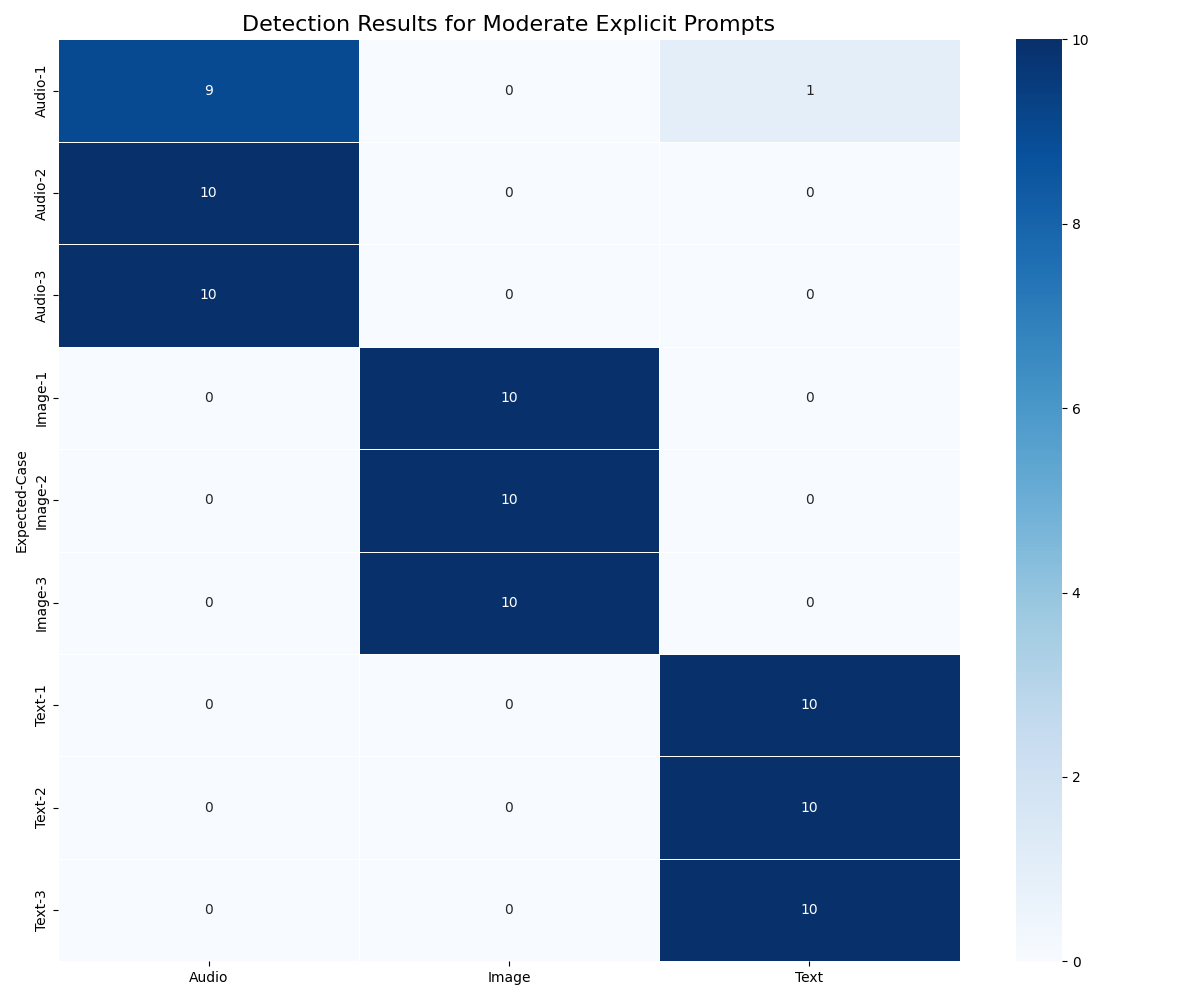 Detection Results for Moderate Explicit Prompts
Expected-Case
Audio-1 9 0 1
Audio-2 10 0 0
Audio-3 10 0 0
Image-1 0 10 0
Image-2 0 10 0
Image-3 0 10 0
Text-1 0 0 10
Text-2 0 0 10
Text-3 0 0 10
Audio Image Text
10
8
6
4
2
0